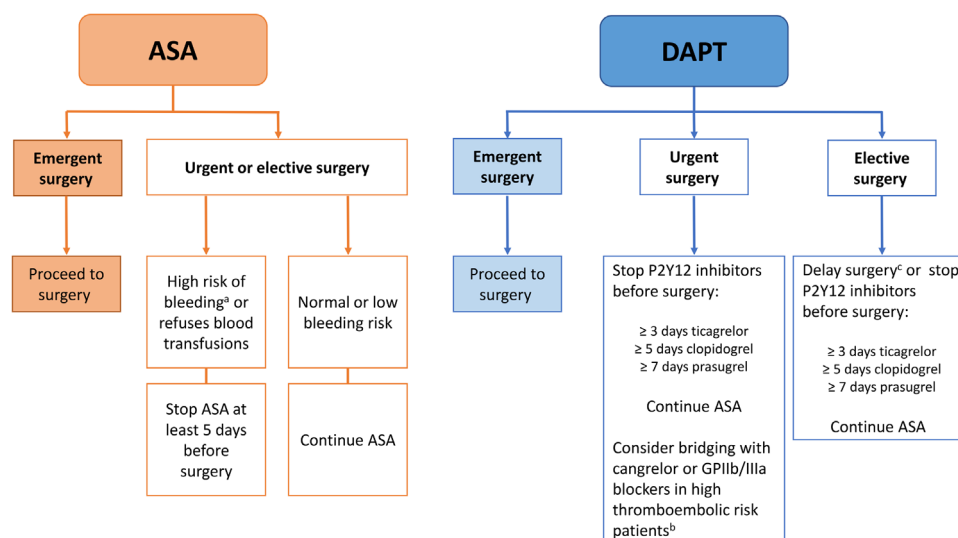 ASA
Emergent
surgery
Urgent or elective surgery
Proceed to
surgery
High risk of
bleedingᵃ or
refuses blood
transfusions
Normal or low
bleeding risk
Stop ASA at
least 5 days
before
surgery
Continue ASA
DAPT
Emergent
surgery
Urgent
surgery
Elective
surgery
Proceed to
surgery
Stop P2Y12 inhibitors
before surgery:
≥ 3 days ticagrelor
≥ 5 days clopidogrel
≥ 7 days prasugrel
Continue ASA
Consider bridging with
cangrelor or GPIIb/IIIa
blockers in high
thromboembolic risk
patientsᵇ
Delay surgeryᶜ or stop
P2Y12 inhibitors
before surgery:
≥ 3 days ticagrelor
≥ 5 days clopidogrel
≥ 7 days prasugrel
Continue ASA